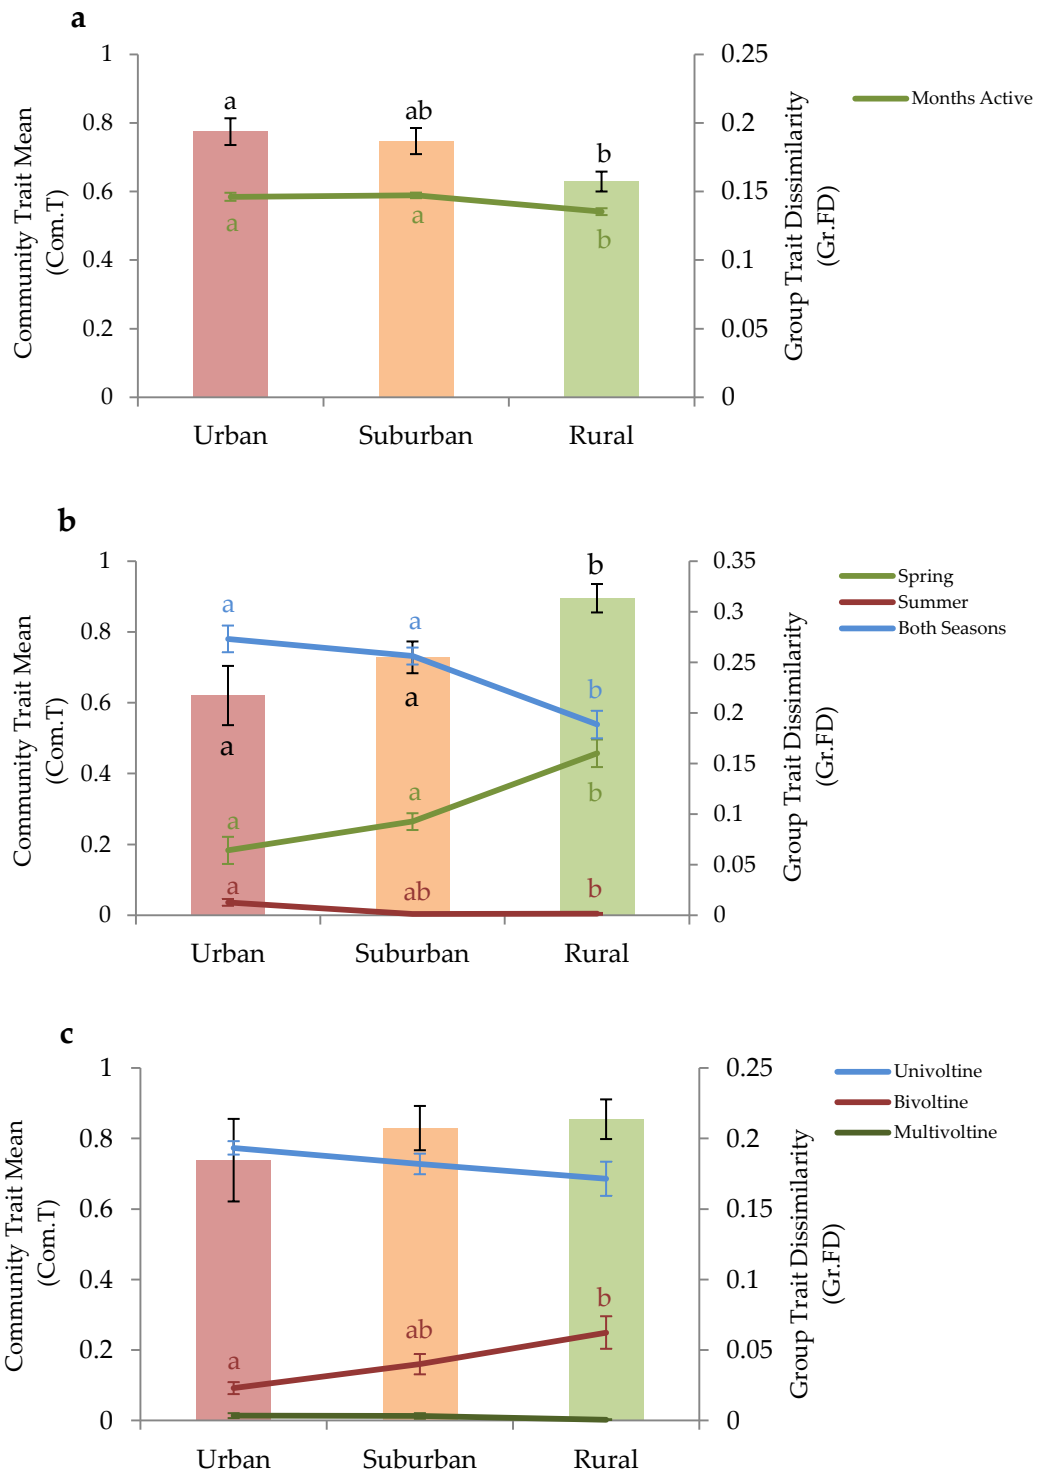 a
1
0.8
0.6
0.4
0.2
0
Community Trait Mean
(Com.T)
0.25
0.2
0.15
0.1
0.05
0
Group Trait Dissimilarity
(Gr.FD)
Months Active
a
ab
b
a
a
b
Urban
Suburban
Rural
b
1
0.8
0.6
0.4
0.2
0
Community Trait Mean
(Com.T)
0.35
0.3
0.25
0.2
0.15
0.1
0.05
0
Group Trait Dissimilarity
(Gr.FD)
Spring
Summer
Both Seasons
a
a
b
a
a
b
a
a
b
a
ab
b
Urban
Suburban
Rural
c
1
0.8
0.6
0.4
0.2
0
Community Trait Mean
(Com.T)
0.25
0.2
0.15
0.1
0.05
0
Group Trait Dissimilarity
(Gr.FD)
Univoltine
Bivoltine
Multivoltine
a
ab
b
Urban
Suburban
Rural